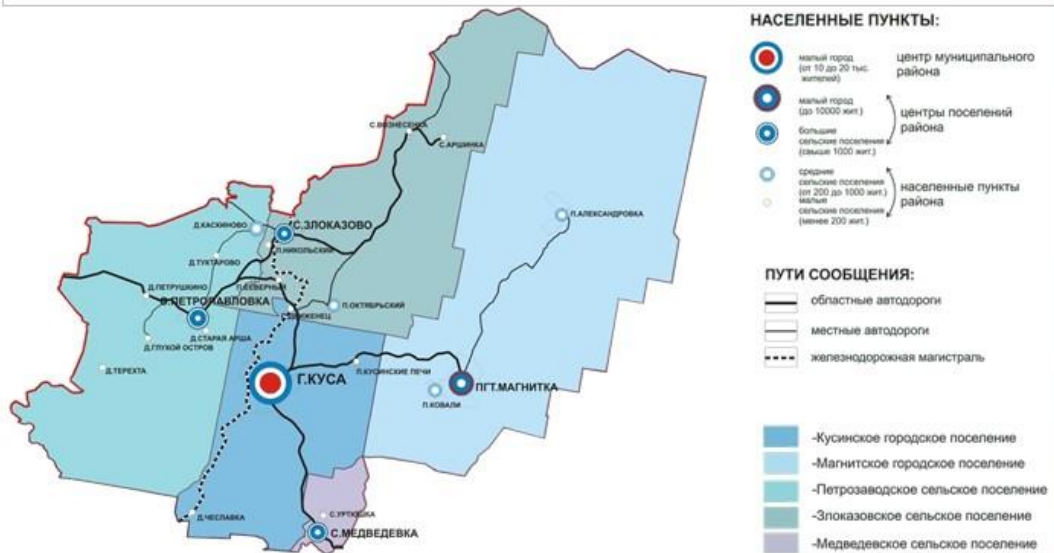 НАСЕЛЕННЫЕ ПУНКТЫ:
малый город
(от 10 до 20 тыс.
жителей)
центр муниципального
района
малый город
(до 10000 жит.)
центры поселений
района
большие
сельские поселения
(свыше 1000 жит.)
средние
сельские поселения
(от 200 до 1000 жит.)
населенные пункты
района
малые
сельские поселения
(менее 200 жит.)
ПУТИ СООБЩЕНИЯ:
областные автодороги
местные автодороги
железнодорожная магистраль
-Кусинское городское поселение
-Магнитское городское поселение
-Петрозаводское сельское поселение
-Злоказовское сельское поселение
-Медведевское сельское поселение
С.ВОЗНЕСЕНКА
С.АРШИНКА
П.АЛЕКСАНДРОВКА
Д.КАСКИНОВО
С.ЗЛОКАЗОВО
П.НИКОЛЬСКИЙ
Д.ТУКТАРОВО
Д.ПЕТРУШКИНО
П.СЕВЕРНЫЙ
П.ОКТЯБРЬСКИЙ
Д.СТАРАЯ АРША
Д.ГЛУХОЙ ОСТРОВ
Д.ТЕРЕХТА
Г.КУСА
П.КУСИНСКИЕ ПЕЧИ
ПГТ.МАГНИТКА
П.КОВАЛИ
Д.ЧЕСЛАВКА
С.УРТЮШКА
С.МЕДВЕДЕВКА